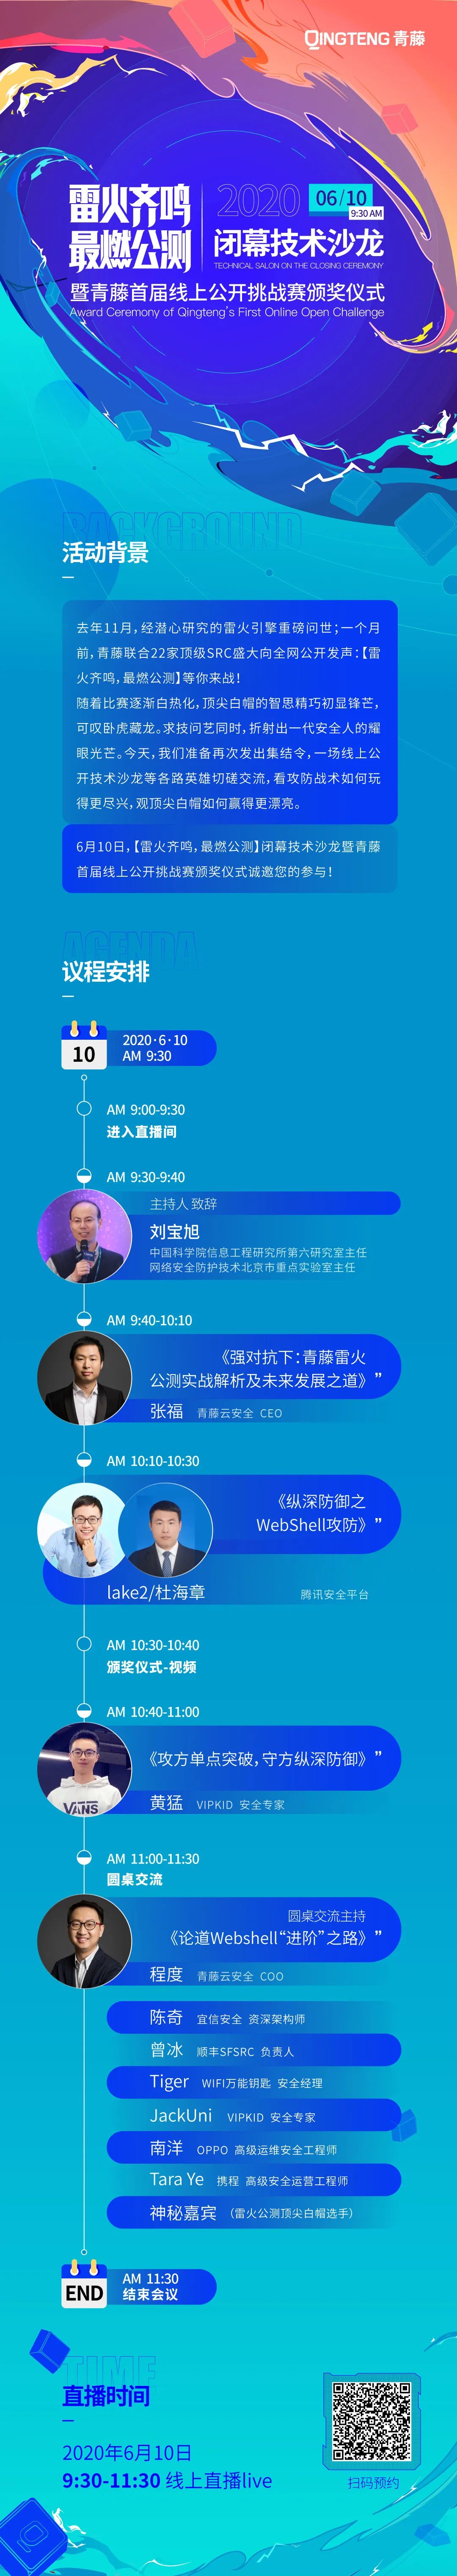 QINGTENG 青藤
雷火齐鸣
最燃公测
2020
06/10
9:30 AM
闭幕技术沙龙
TECHNICAL SALON ON THE CLOSING CEREMONY
暨青藤首届线上公开挑战赛颁奖仪式
Award Ceremony of Qingteng's First Online Open Challenge
BACKGROUND
活动背景
去年11月，经潜心研究的雷火引擎重磅问世；一个月
前，青藤联合22家顶级SRC盛大向全网公开发声：【雷
火齐鸣，最燃公测】等你来战！
随着比赛逐渐白热化，顶尖白帽的智思精巧初显锋芒，
可叹卧虎藏龙。求技问艺同时，折射出一代安全人的耀
眼光芒。今天，我们准备再次发出集结令，一场线上公
开技术沙龙等各路英雄切磋交流，看攻防战术如何玩
得更尽兴，观顶尖白帽如何赢得更漂亮。
6月10日，【雷火齐鸣，最燃公测】闭幕技术沙龙暨青藤
首届线上公开挑战赛颁奖仪式诚邀您的参与！
AGENDA
议程安排
10
2020·6·10
AM 9:30
AM 9:00-9:30
进入直播间
AM 9:30-9:40
主持人 致辞
刘宝旭
中国科学院信息工程研究所第六研究室主任
网络安全防护技术北京市重点实验室主任
AM 9:40-10:10
《强对抗下：青藤雷火
公测实战解析及未来发展之道》”
张福 青藤云安全 CEO
AM 10:10-10:30
《纵深防御之
WebShell攻防》”
lake2/杜海章 腾讯安全平台
AM 10:30-10:40
颁奖仪式-视频
AM 10:40-11:00
《攻方单点突破，守方纵深防御》”
VANS
黄猛 VIPKID 安全专家
AM 11:00-11:30
圆桌交流
圆桌交流主持
《论道Webshell“进阶”之路》”
程度 青藤云安全 COO
陈奇 宜信安全 资深架构师
曾冰 顺丰SFSRC 负责人
Tiger WIFI万能钥匙 安全经理
JackUni VIPKID 安全专家
南洋 OPPO 高级运维安全工程师
Tara Ye 携程 高级安全运营工程师
神秘嘉宾 （雷火公测顶尖白帽选手）
END
AM 11:30
结束会议
TIME
直播时间
2020年6月10日
9:30-11:30 线上直播live
扫码预约